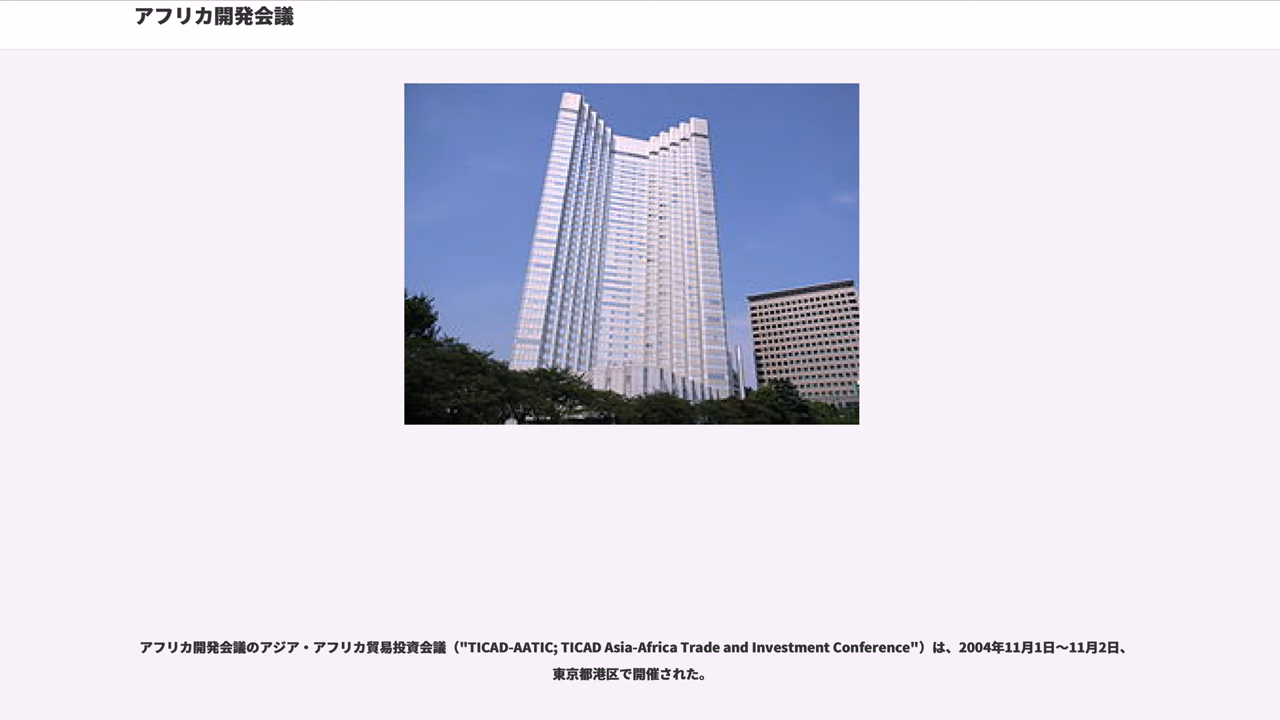 アフリカ開発会議
アフリカ開発会議のアジア・アフリカ貿易投資会議（"TICAD-AATIC; TICAD Asia-Africa Trade and Investment Conference"）は、2004年11月1日〜11月2日、
東京都港区で開催された。